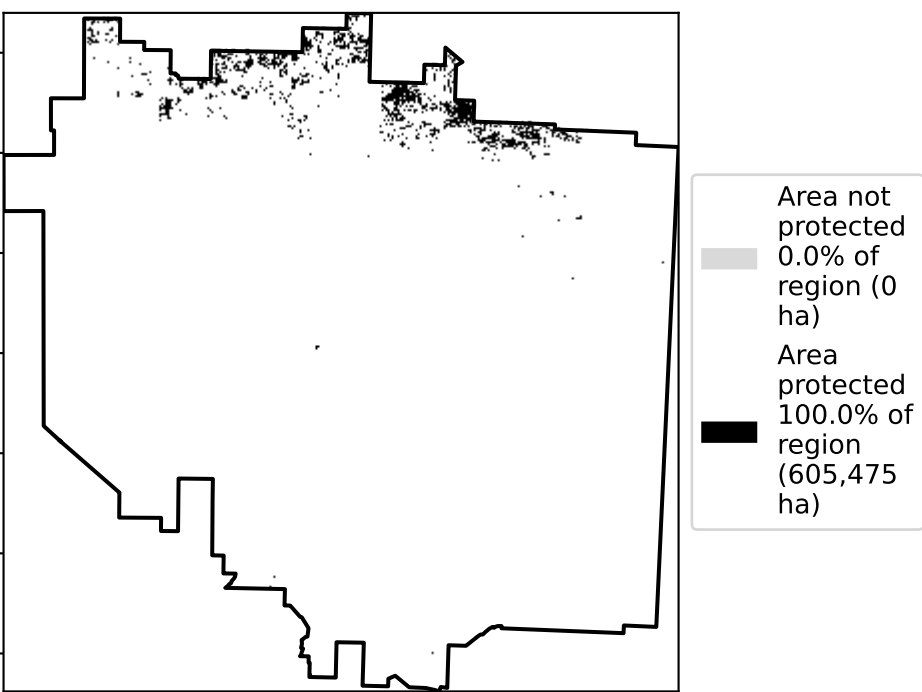 Area not
protected
0.0% of
region (0
ha)
Area
protected
100.0% of
region
(605,475
ha)